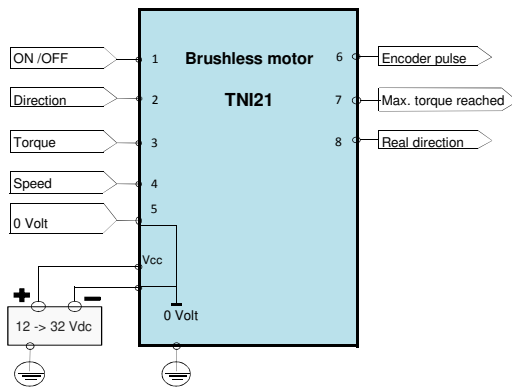 ON /OFF
1
Brushless motor
6
Encoder pulse
Direction
2
TNI21
7
Max. torque reached
Torque
3
8
Real direction
Speed
4
5
0 Volt
Vcc
+
−
12 -> 32 Vdc
0 Volt